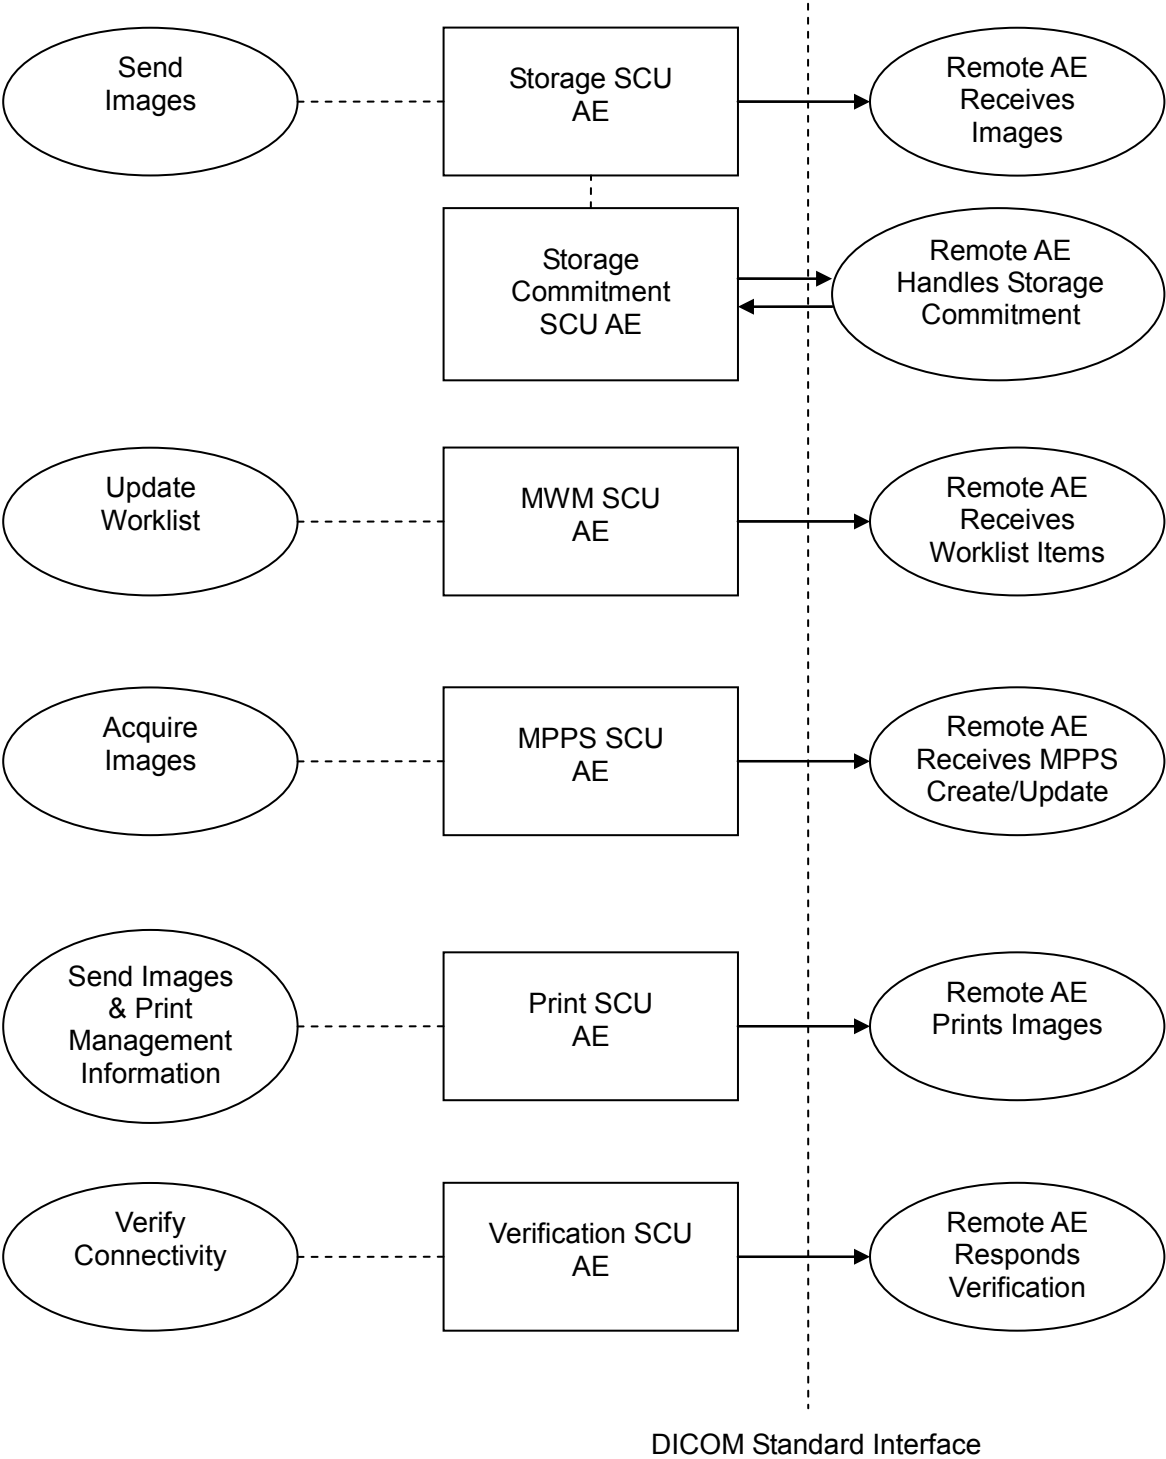 Send
Images
Storage SCU
AE
Remote AE
Receives
Images
Storage
Commitment
SCU AE
Remote AE
Handles Storage
Commitment
Update
Worklist
MWM SCU
AE
Remote AE
Receives
Worklist Items
Acquire
Images
MPPS SCU
AE
Remote AE
Receives MPPS
Create/Update
Send Images
& Print
Management
Information
Print SCU
AE
Remote AE
Prints Images
Verify
Connectivity
Verification SCU
AE
Remote AE
Responds
Verification
DICOM Standard Interface